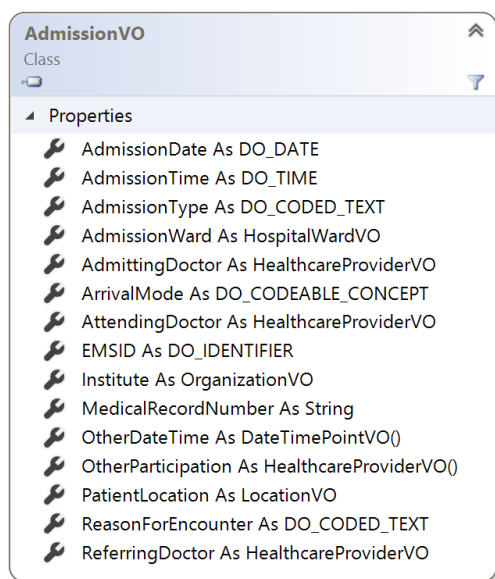 AdmissionVO
Class
Properties
AdmissionDate As DO_DATE
AdmissionTime As DO_TIME
AdmissionType As DO_CODED_TEXT
AdmissionWard As HospitalWardVO
AdmittingDoctor As HealthcareProviderVO
ArrivalMode As DO_CODEABLE_CONCEPT
AttendingDoctor As HealthcareProviderVO
EMSID As DO_IDENTIFIER
Institute As OrganizationVO
MedicalRecordNumber As String
OtherDateTime As DateTimePointVO()
OtherParticipation As HealthcareProviderVO()
PatientLocation As LocationVO
ReasonForEncounter As DO_CODED_TEXT
ReferringDoctor As HealthcareProviderVO